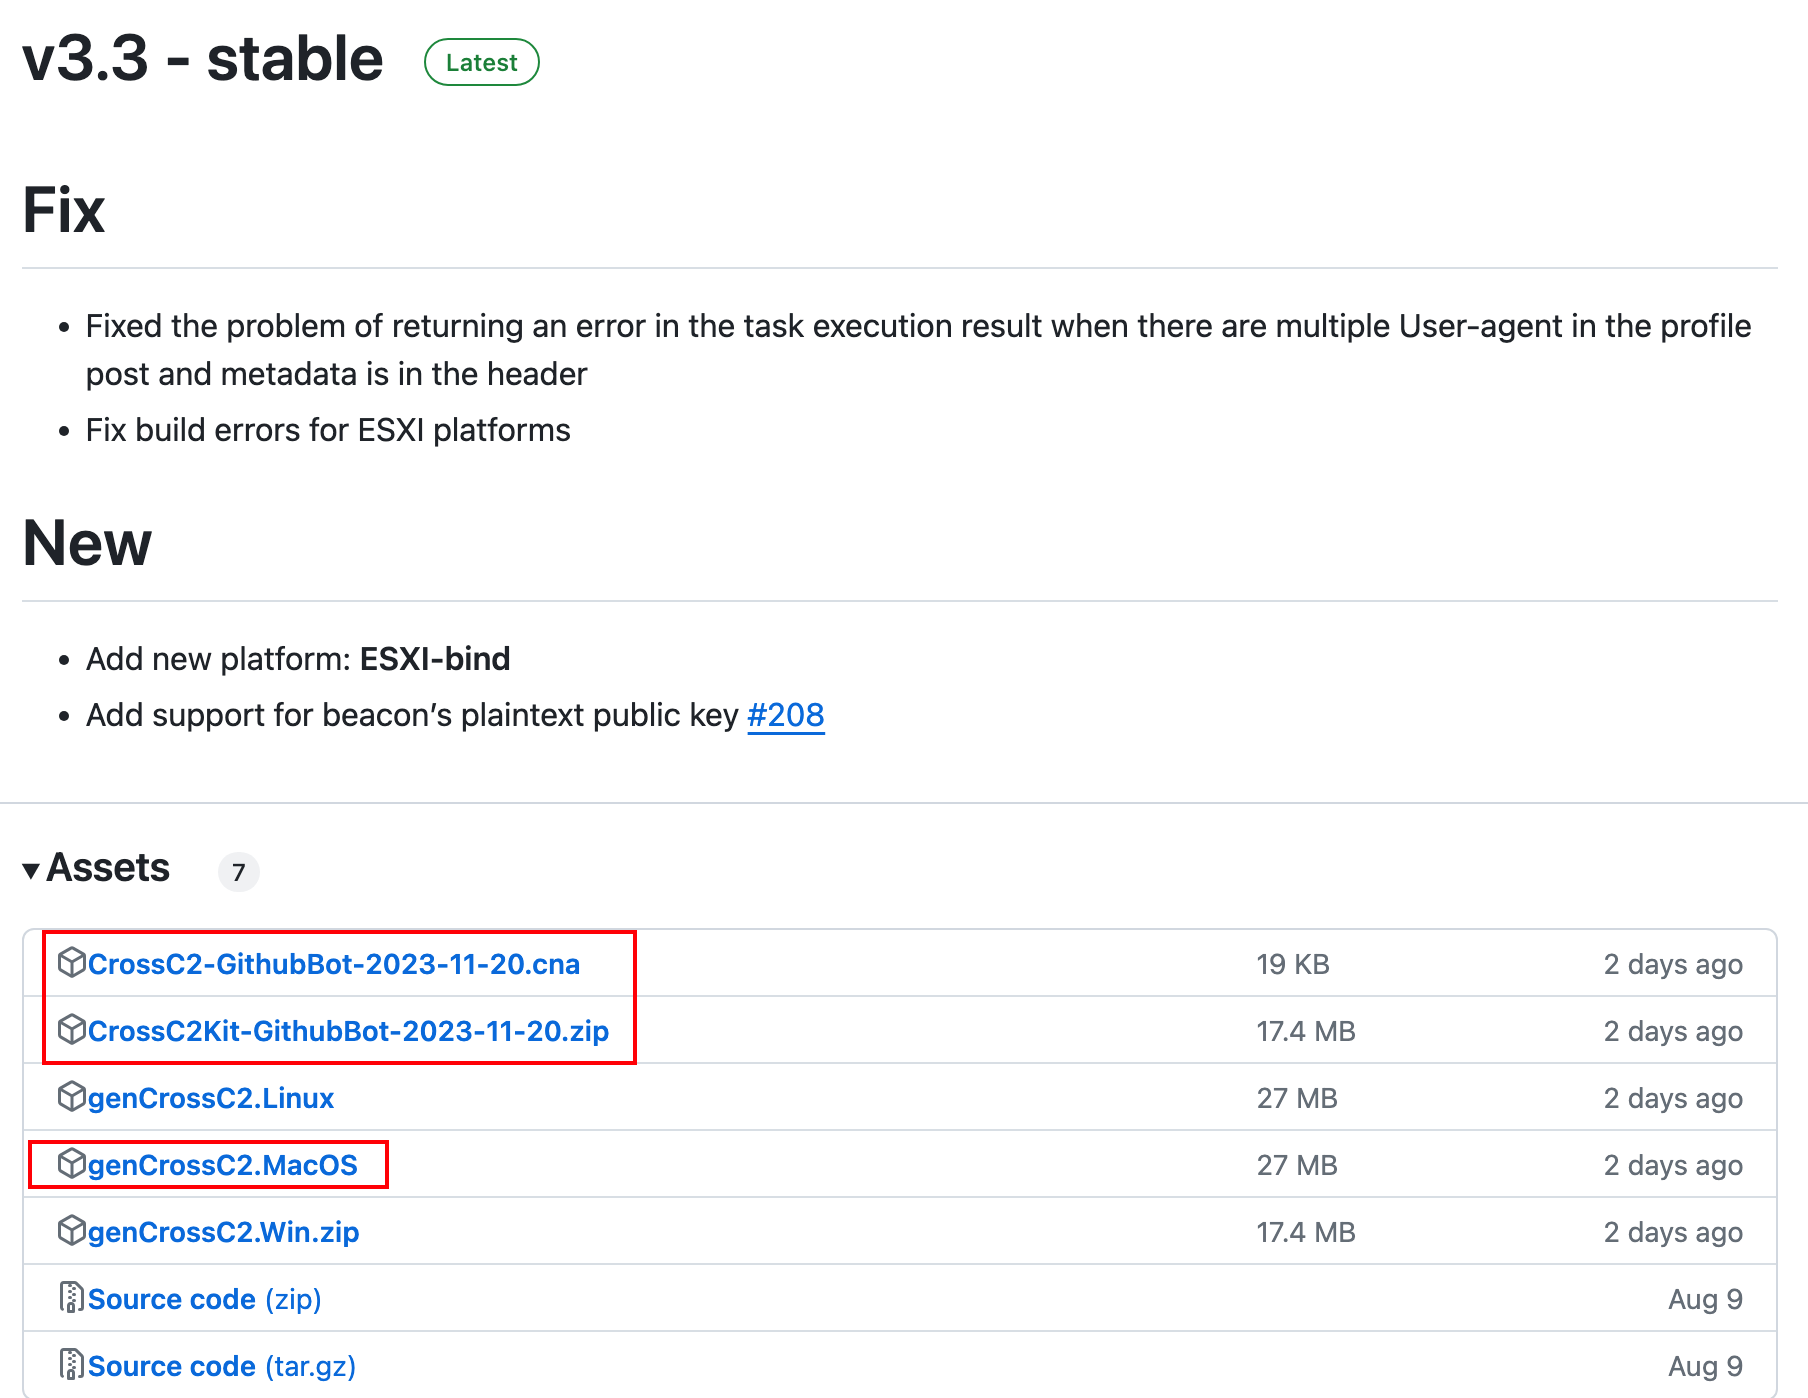 v3.3 - stable Latest
Fix
• Fixed the problem of returning an error in the task execution result when there are multiple User-agent in the profile
post and metadata is in the header
• Fix build errors for ESXI platforms
New
• Add new platform: ESXI-bind
• Add support for beacon’s plaintext public key #208
▾ Assets 7
CrossC2-GithubBot-2023-11-20.cna 19 KB 2 days ago
CrossC2Kit-GithubBot-2023-11-20.zip 17.4 MB 2 days ago
genCrossC2.Linux 27 MB 2 days ago
genCrossC2.MacOS 27 MB 2 days ago
genCrossC2.Win.zip 17.4 MB 2 days ago
Source code (zip) Aug 9
Source code (tar.gz) Aug 9